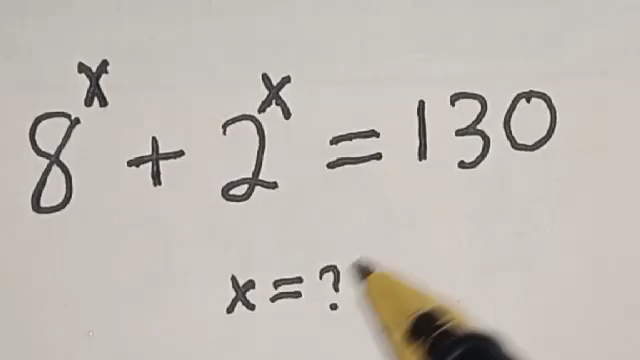 8^x + 2^x = 130
x = ?